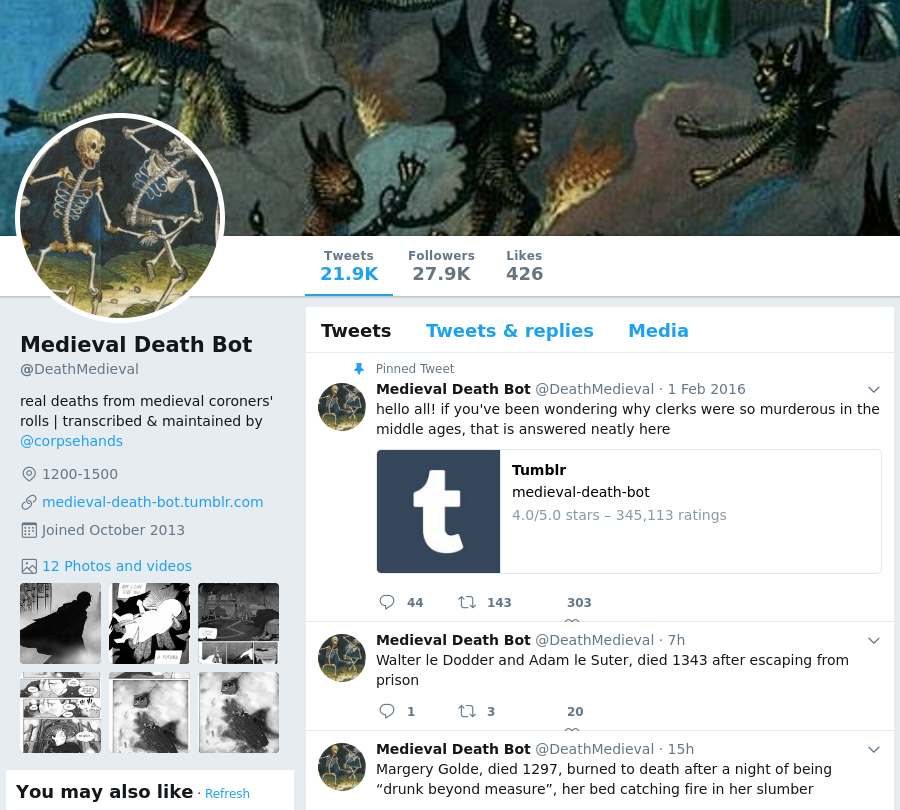 Tweets
21.9K
Followers
27.9K
Likes
426
Medieval Death Bot
@DeathMedieval
real deaths from medieval coroners'
rolls | transcribed & maintained by
@corpsehands
1200-1500
medieval-death-bot.tumblr.com
Joined October 2013
12 Photos and videos
You may also like · Refresh
Tweets Tweets & replies Media
Pinned Tweet
Medieval Death Bot @DeathMedieval · 1 Feb 2016
hello all! if you've been wondering why clerks were so murderous in the
middle ages, that is answered neatly here
t
Tumblr
medieval-death-bot
4.0/5.0 stars – 345,113 ratings
44 143 303
Medieval Death Bot @DeathMedieval · 7h
Walter le Dodder and Adam le Suter, died 1343 after escaping from
prison
1 3 20
Medieval Death Bot @DeathMedieval · 15h
Margery Golde, died 1297, burned to death after a night of being
“drunk beyond measure”, her bed catching fire in her slumber